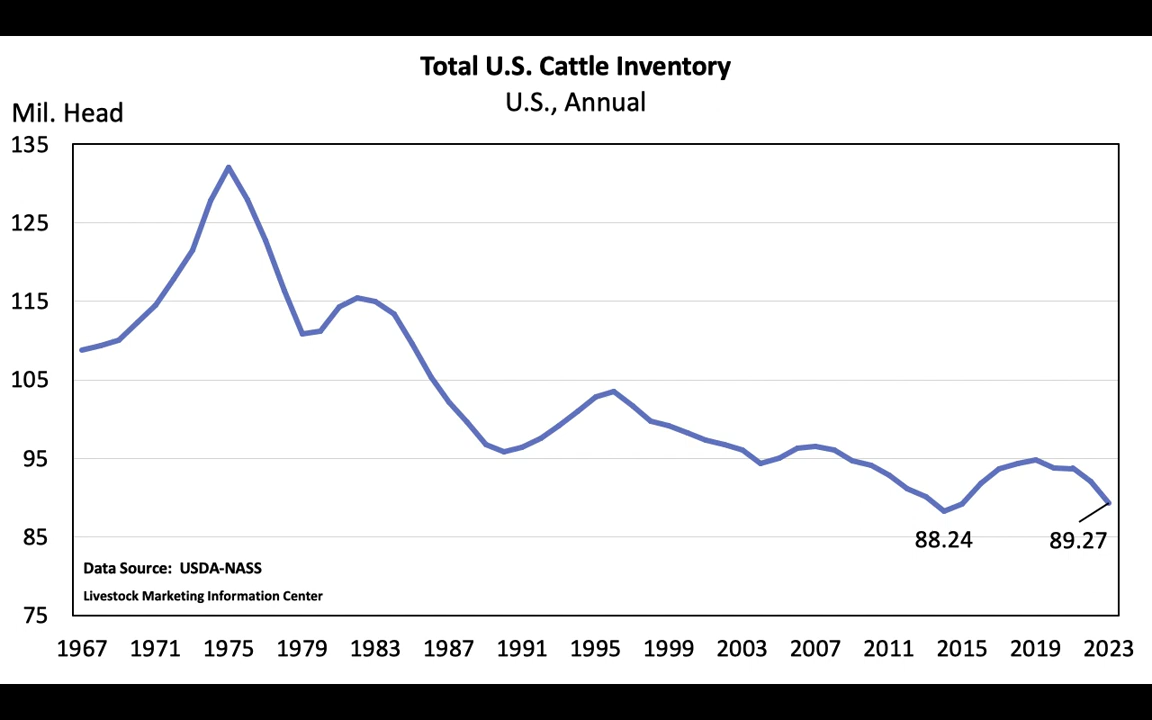 Total U.S. Cattle Inventory
U.S., Annual
Mil. Head
135
125
115
105
95
85
75
88.24
89.27
Data Source: USDA-NASS
Livestock Marketing Information Center
1967 1971 1975 1979 1983 1987 1991 1995 1999 2003 2007 2011 2015 2019 2023